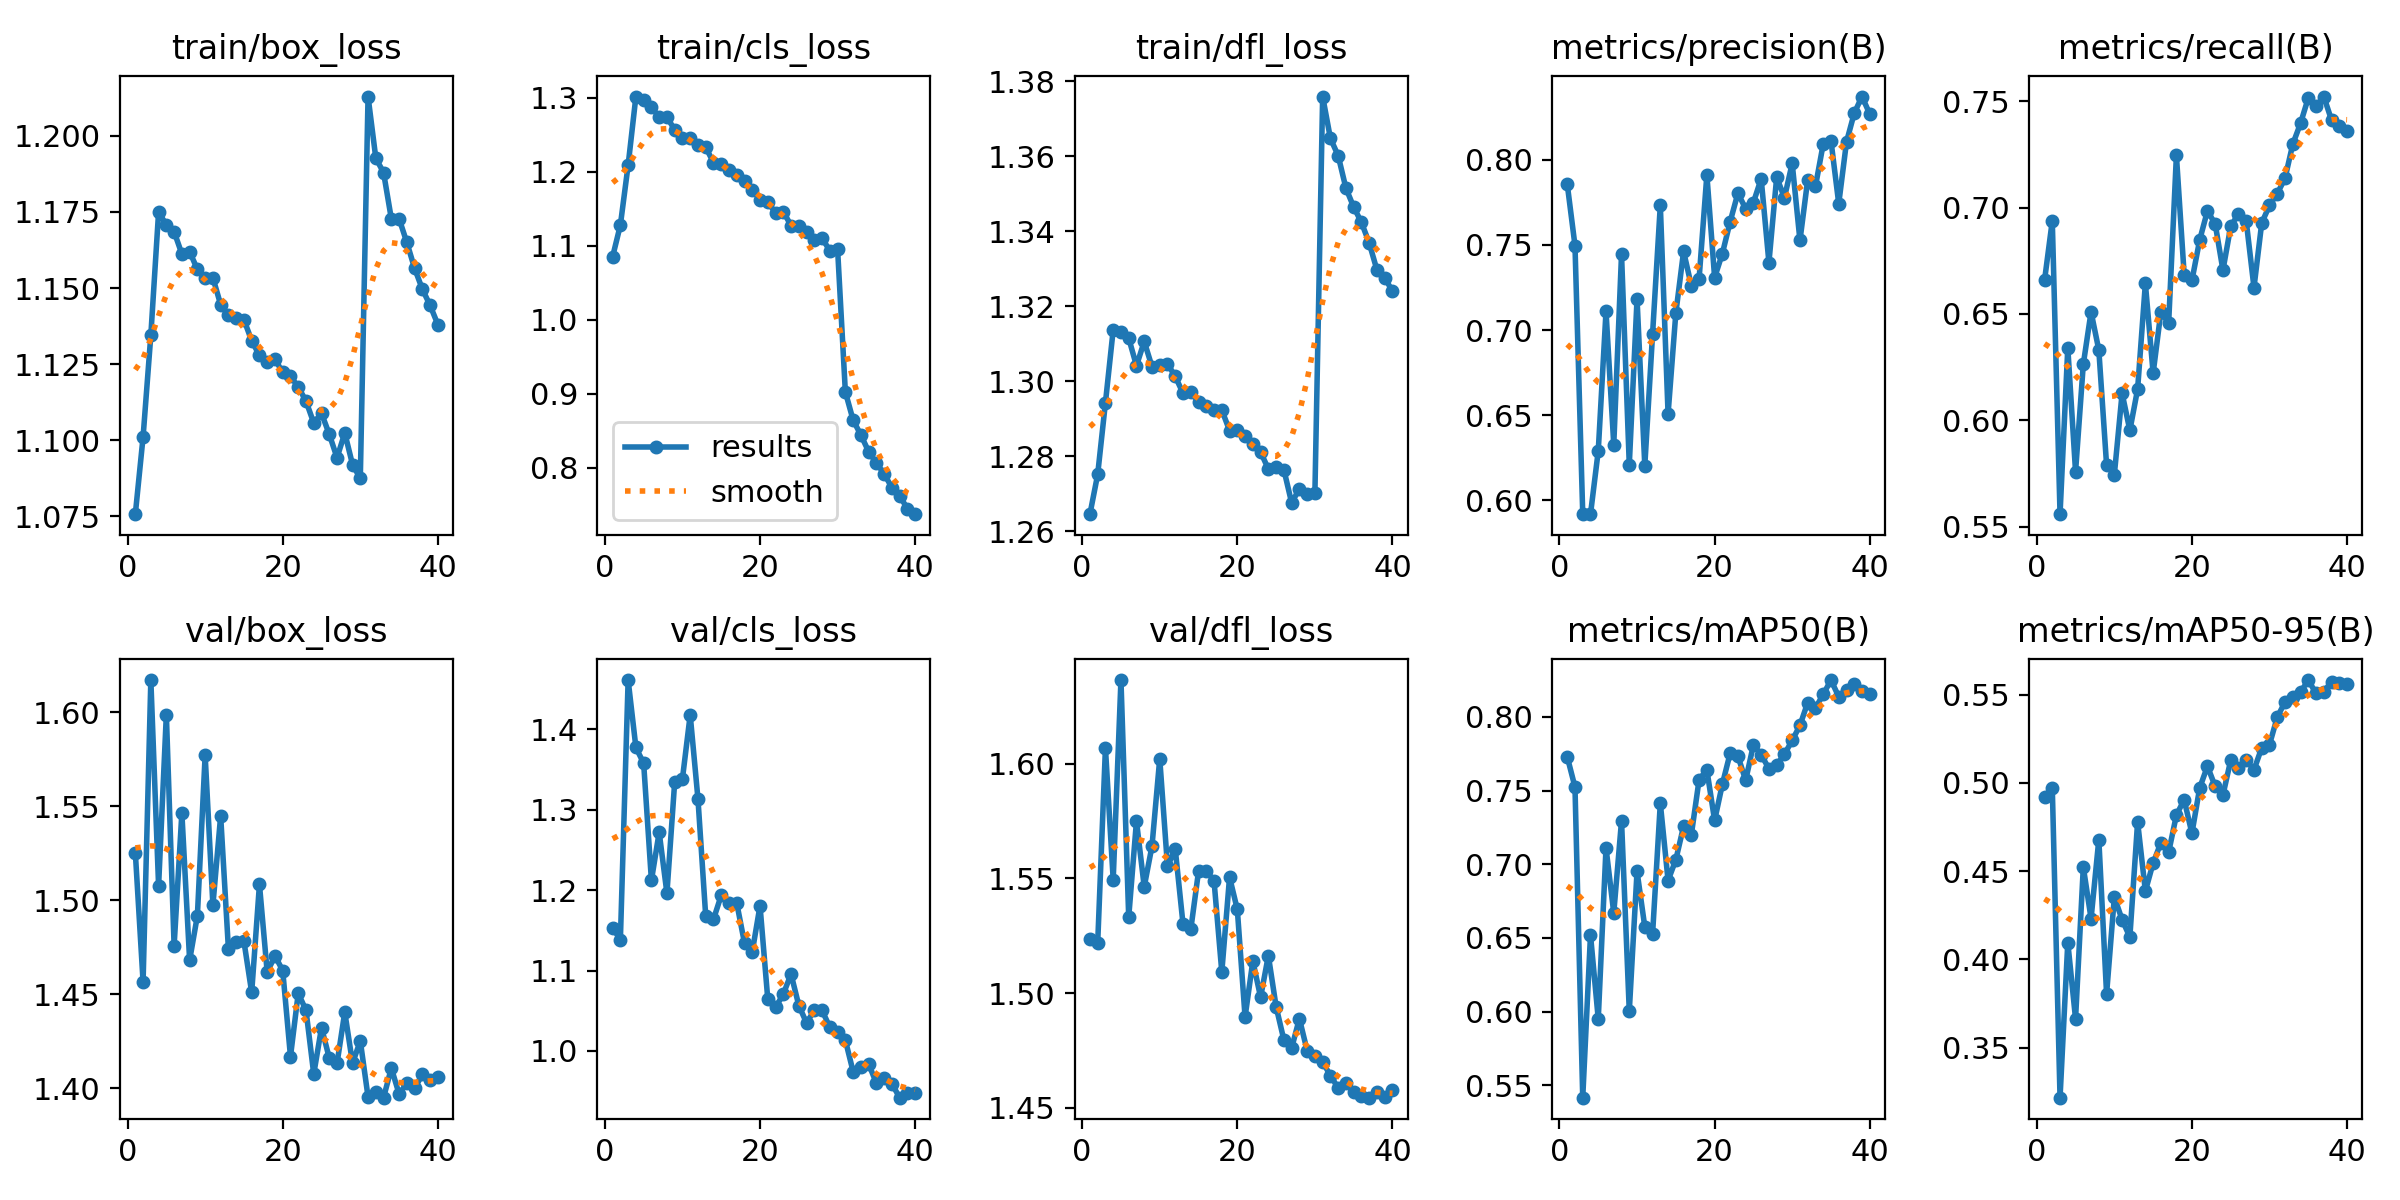 train/box_loss
1.200
1.175
1.150
1.125
1.100
1.075
0 20 40
train/cls_loss
1.3
1.2
1.1
1.0
0.9
0.8
results
smooth
0 20 40
train/dfl_loss
1.38
1.36
1.34
1.32
1.30
1.28
1.26
0 20 40
metrics/precision(B)
0.80
0.75
0.70
0.65
0.60
0 20 40
metrics/recall(B)
0.75
0.70
0.65
0.60
0.55
0 20 40
val/box_loss
1.60
1.55
1.50
1.45
1.40
0 20 40
val/cls_loss
1.4
1.3
1.2
1.1
1.0
0 20 40
val/dfl_loss
1.60
1.55
1.50
1.45
0 20 40
metrics/mAP50(B)
0.80
0.75
0.70
0.65
0.60
0.55
0 20 40
metrics/mAP50-95(B)
0.55
0.50
0.45
0.40
0.35
0 20 40